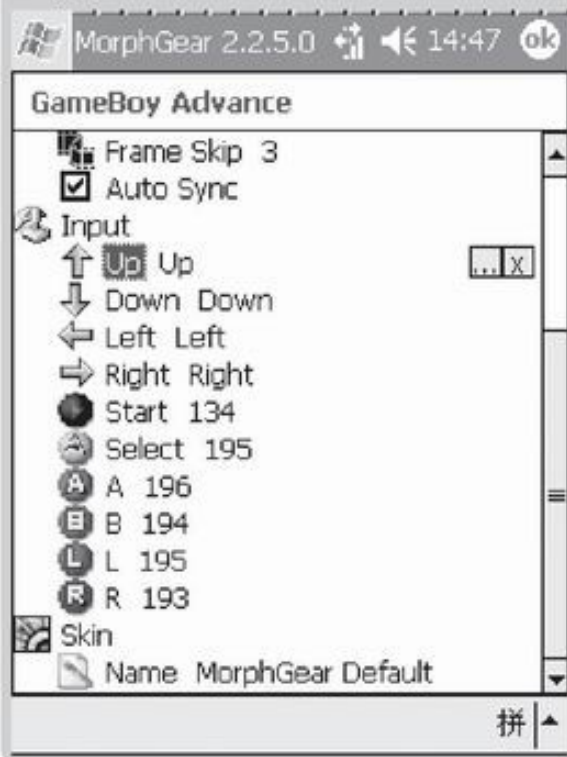 MorphGear 2.2.5.0 14:47 ok
GameBoy Advance
Frame Skip 3
Auto Sync
Input
Up Up ... x
Down Down
Left Left
Right Right
Start 134
Select 195
A A 196
B B 194
L L 195
R R 193
Skin
Name MorphGear Default
拼